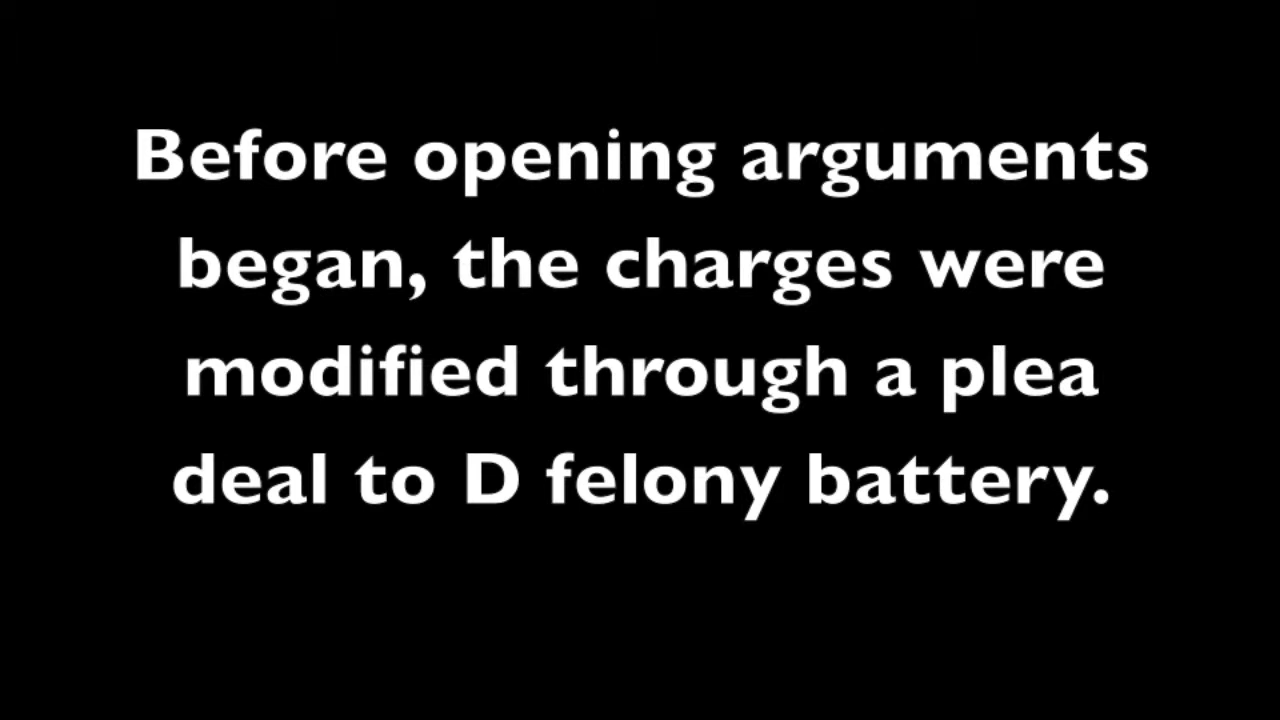 Before opening arguments
began, the charges were
modified through a plea
deal to D felony battery.